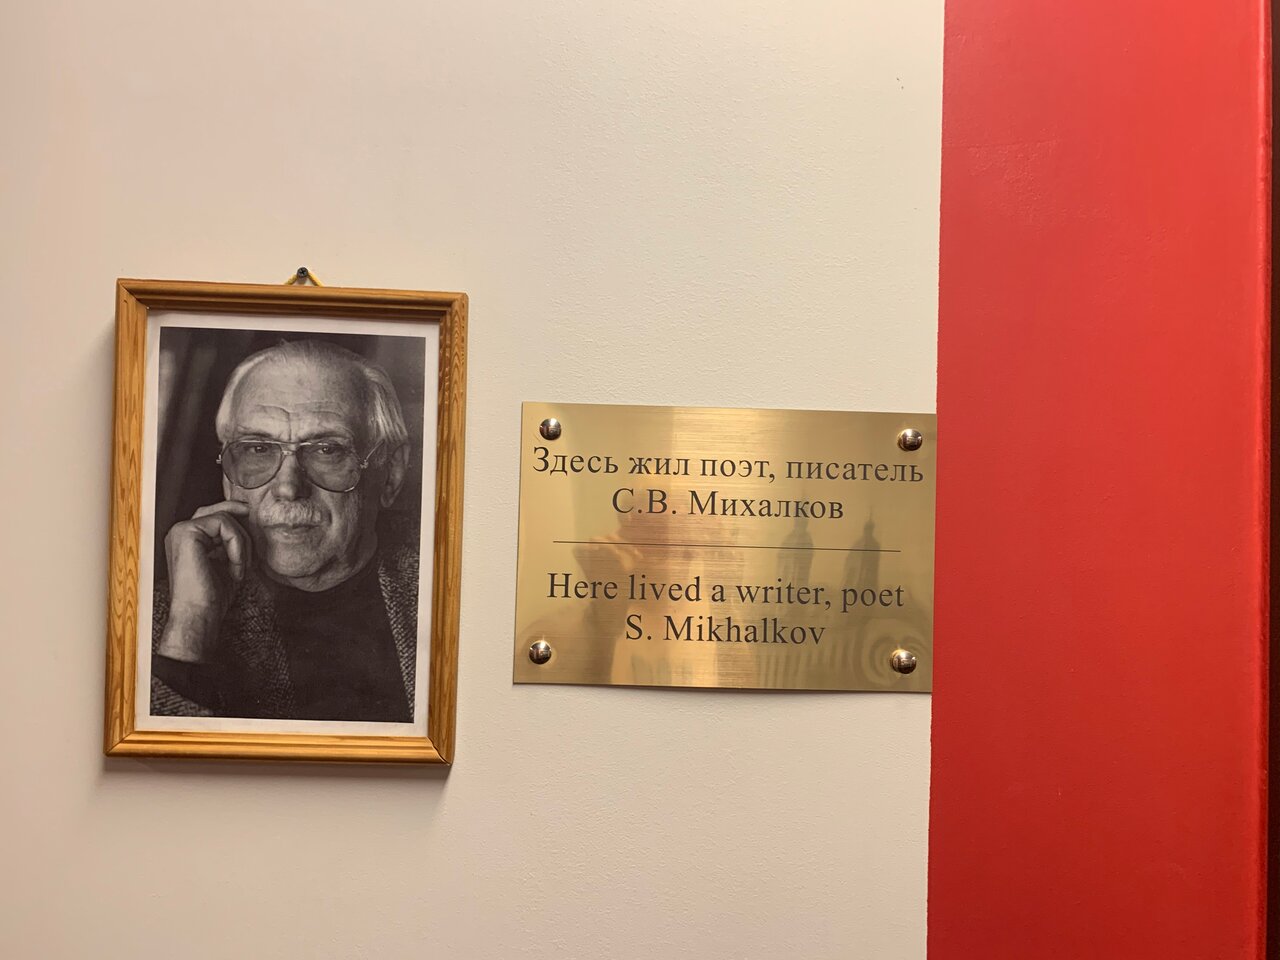 Здесь жил поэт, писатель
С.В. Михалков
Here lived a writer, poet
S. Mikhalkov